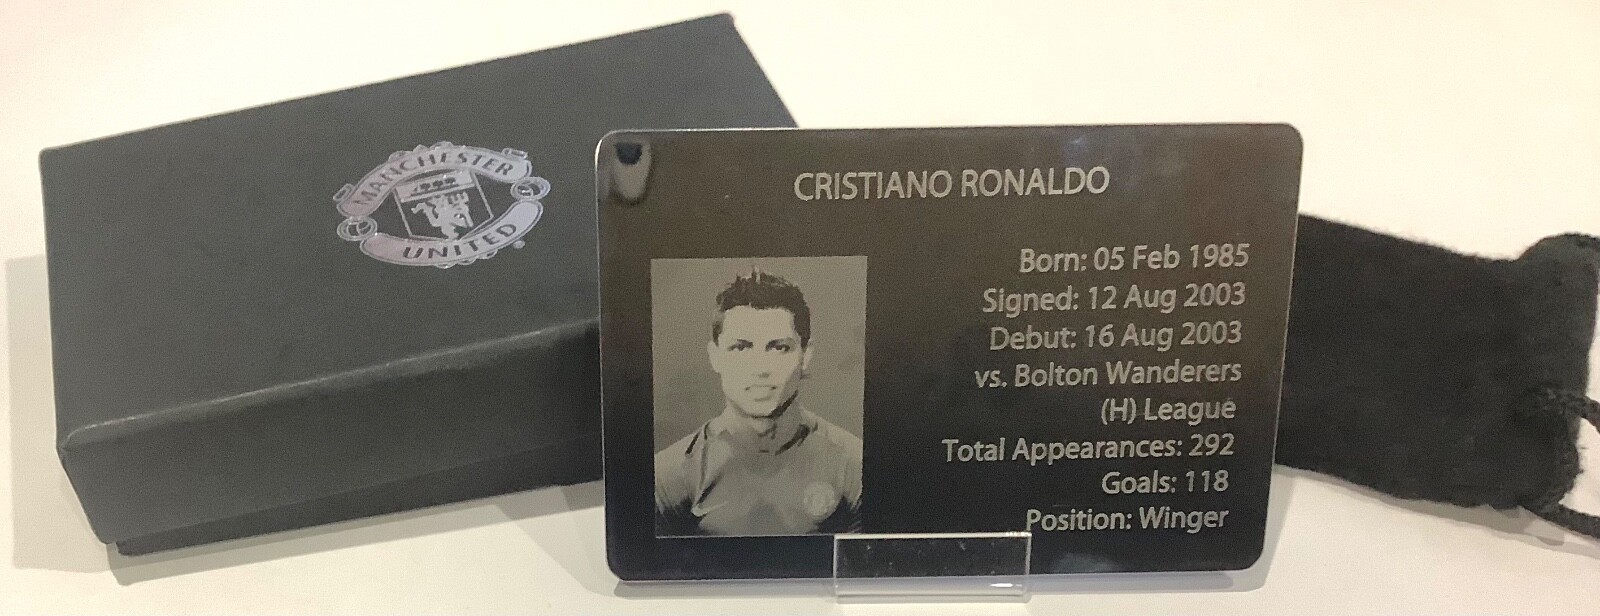 MANCHESTER
UNITED
CRISTIANO RONALDO
Born: 05 Feb 1985
Signed: 12 Aug 2003
Debut: 16 Aug 2003
vs. Bolton Wanderers
(H) League
Total Appearances: 292
Goals: 118
Position: Winger